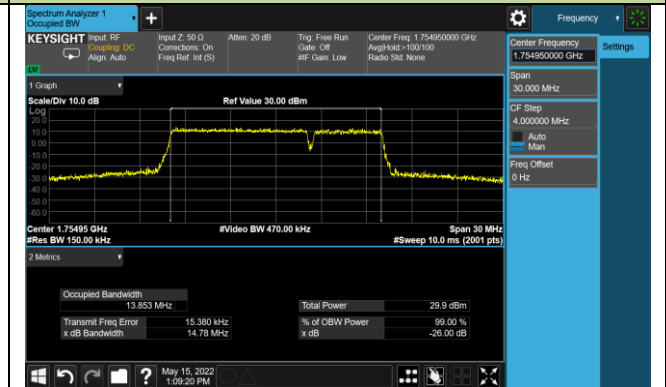 Spectrum Analyzer 1
Occupied BW
+
Frequency
KEYSIGHT
Input: RF
Coupling: DC
Align: Auto
Input Z: 50 Ω
Corrections: On
Freq Ref: Int (S)
Atten: 20 dB
Trig: Free Run
Gate: Off
#IF Gain: Low
Center Freq: 1.754950000 GHz
Avg|Hold:>100/100
Radio Std: None
Center Frequency
1.754950000 GHz
Settings
Span
30.000 MHz
CF Step
4.000000 MHz
Auto
Man
Freq Offset
0 Hz
1 Graph
Scale/Div 10.0 dB
Ref Value 30.00 dBm
Log
20.0
10.0
0.00
-10.0
-20.0
-30.0
-40.0
-50.0
-60.0
Center 1.75495 GHz
#Video BW 470.00 kHz
Span 30 MHz
#Res BW 150.00 kHz
#Sweep 10.0 ms (2001 pts)
2 Metrics
Occupied Bandwidth
13.853 MHz
Total Power 29.9 dBm
Transmit Freq Error 15.380 kHz
% of OBW Power 99.00 %
x dB Bandwidth 14.78 MHz
x dB -26.00 dB
?
May 15, 2022
1:09:20 PM